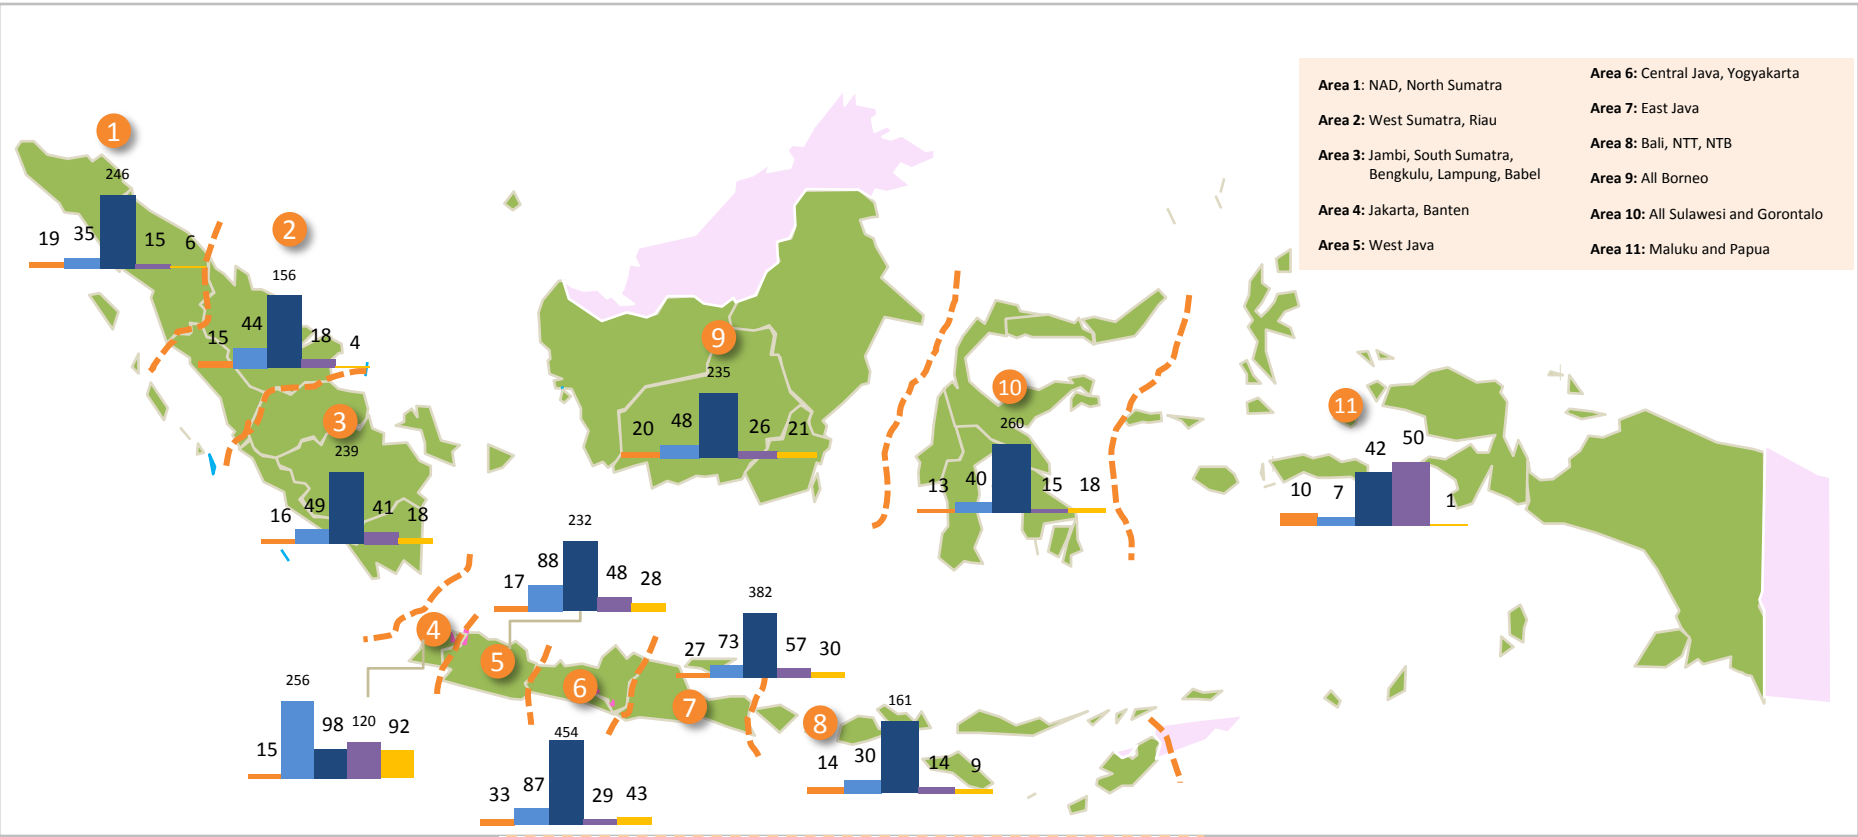 Area 1: NAD, North Sumatra
Area 2: West Sumatra, Riau
Area 3: Jambi, South Sumatra,
Bengkulu, Lampung, Babel
Area 4: Jakarta, Banten
Area 5: West Java
Area 6: Central Java, Yogyakarta
Area 7: East Java
Area 8: Bali, NTT, NTB
Area 9: All Borneo
Area 10: All Sulawesi and Gorontalo
Area 11: Maluku and Papua
1
19 35 246 15 6
2
15 44 156 18 4
3
16 49 239 41 18
9
20 48 235 26 21
10
13 40 260 15 18
11
10 7 42 50 1
17 88 232 48 28
27 73 382 57 30
4
5
6
7
8
15 256 98 120 92
33 87 454 29 43
14 30 161 14 9